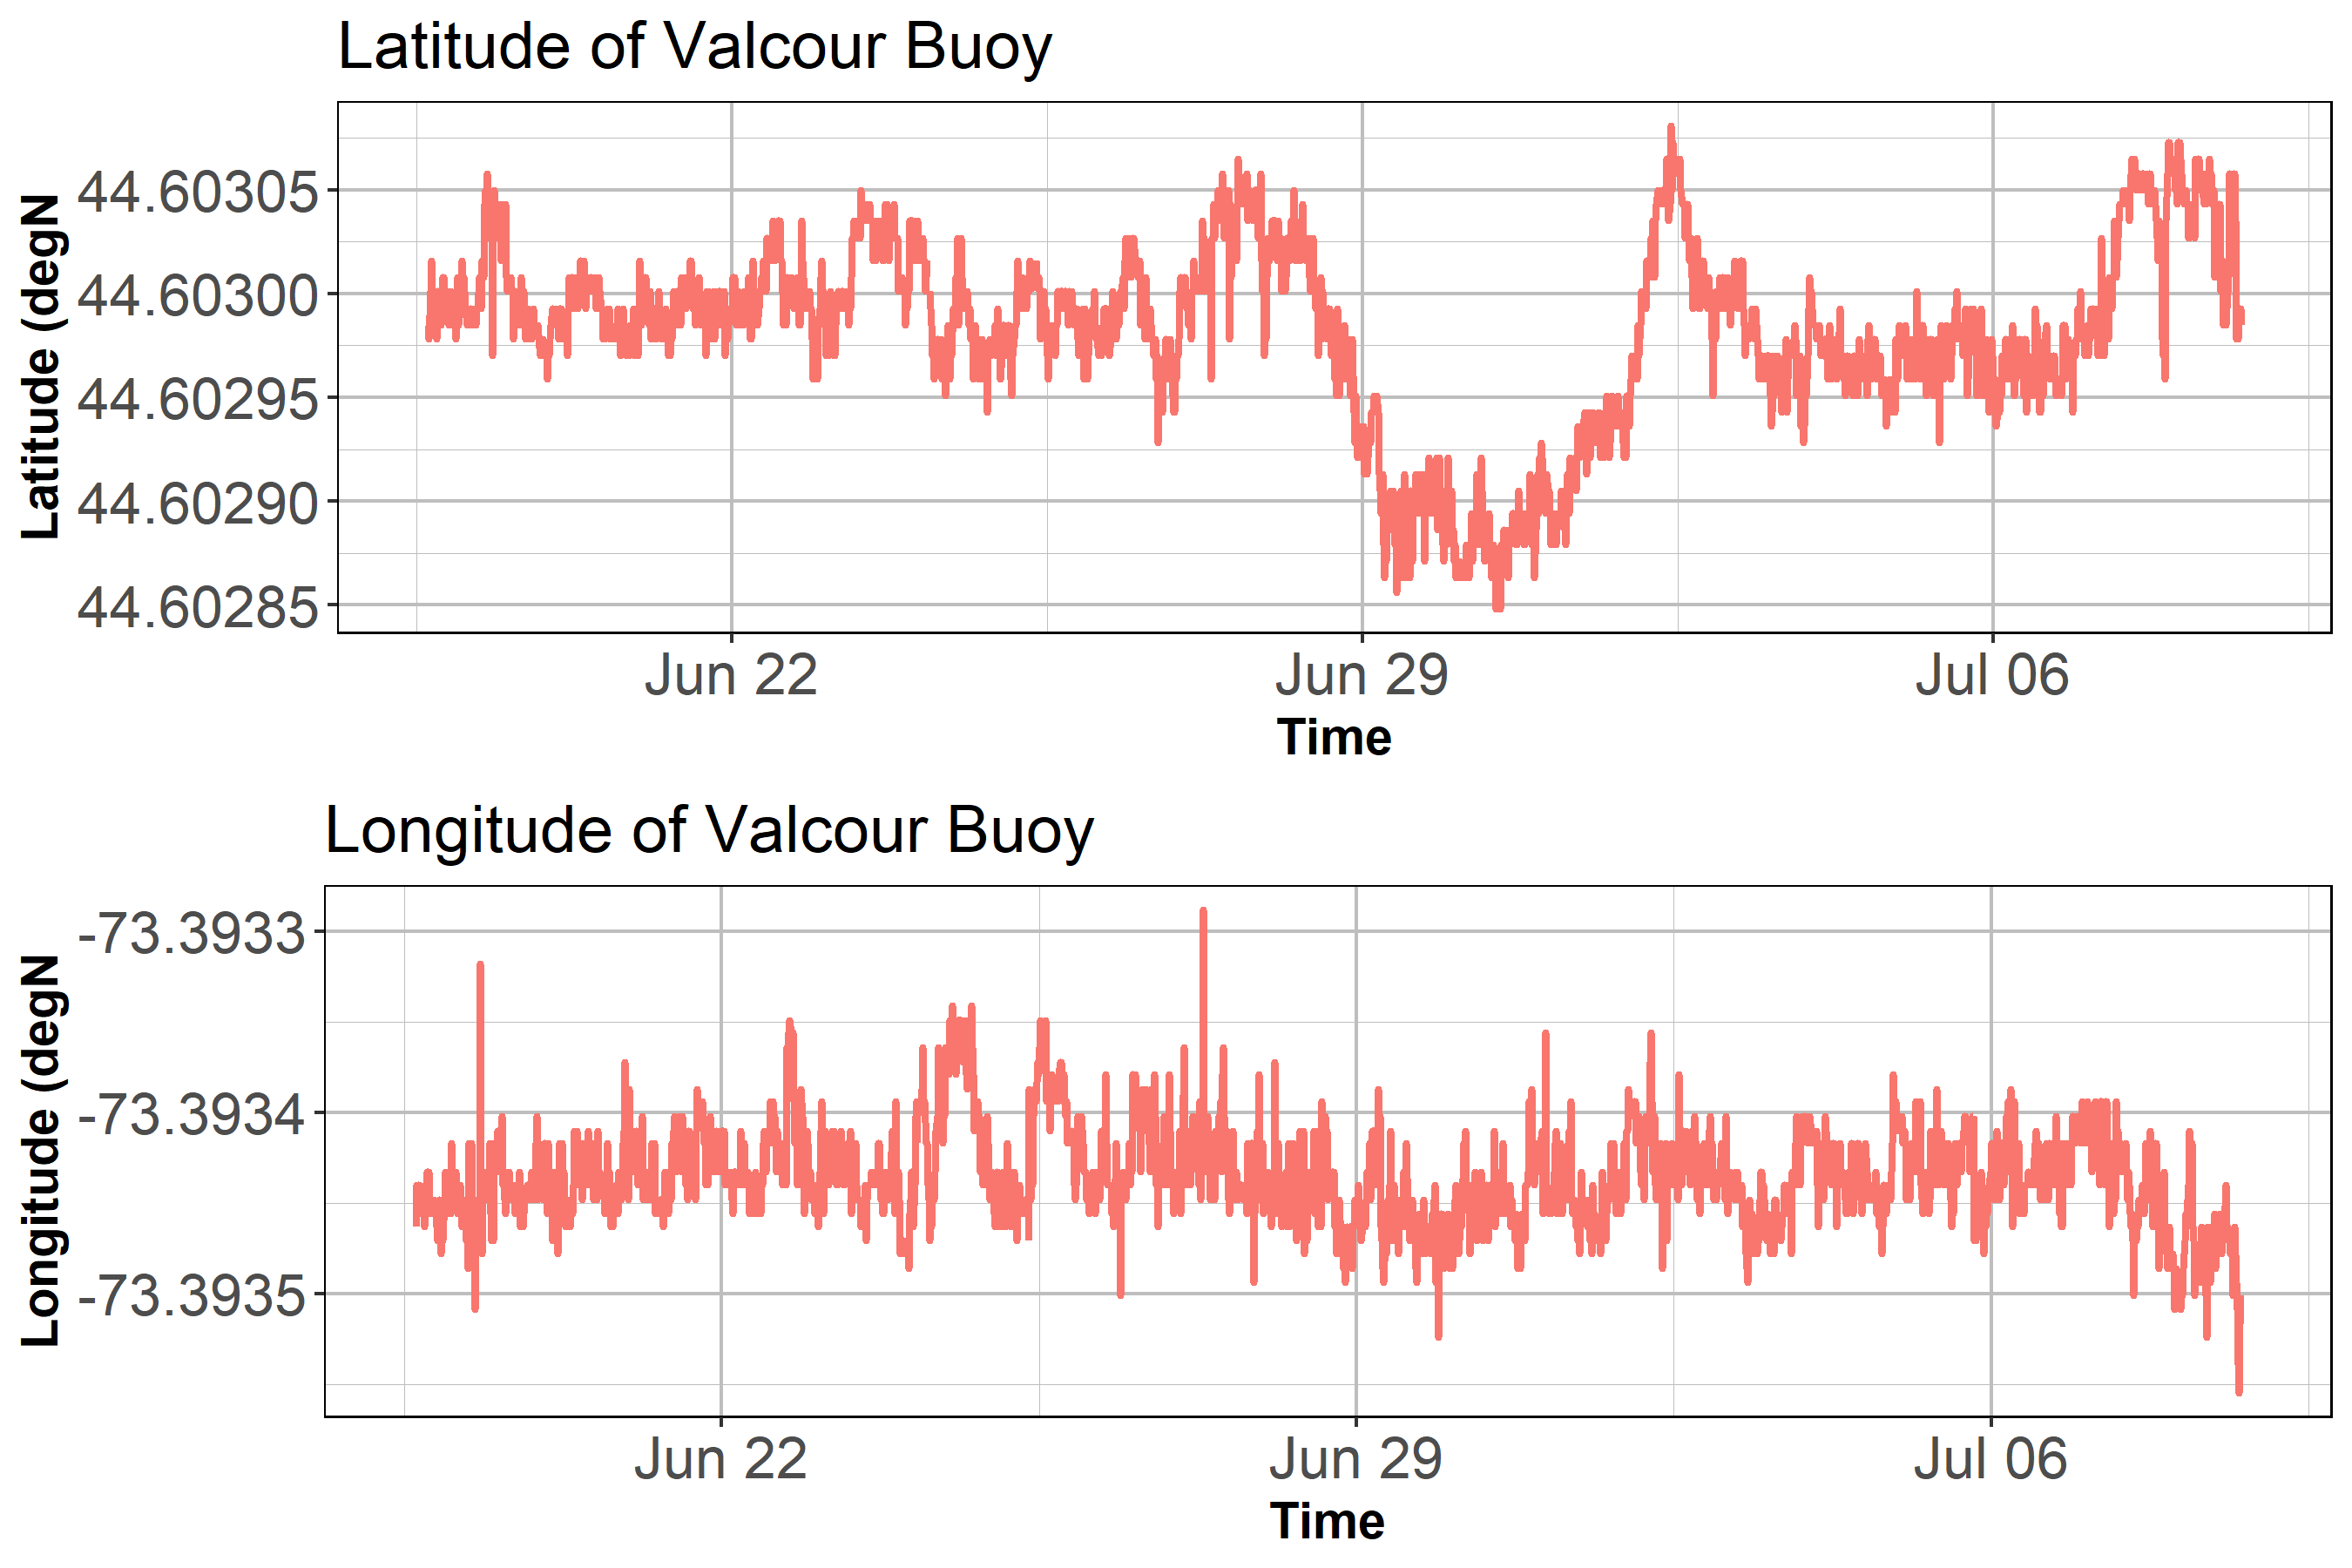 Latitude of Valcour Buoy
Latitude (degN
44.60305
44.60300
44.60295
44.60290
44.60285
Jun 22 Jun 29 Jul 06
Time
Longitude of Valcour Buoy
Longitude (degN
-73.3933
-73.3934
-73.3935
Jun 22 Jun 29 Jul 06
Time